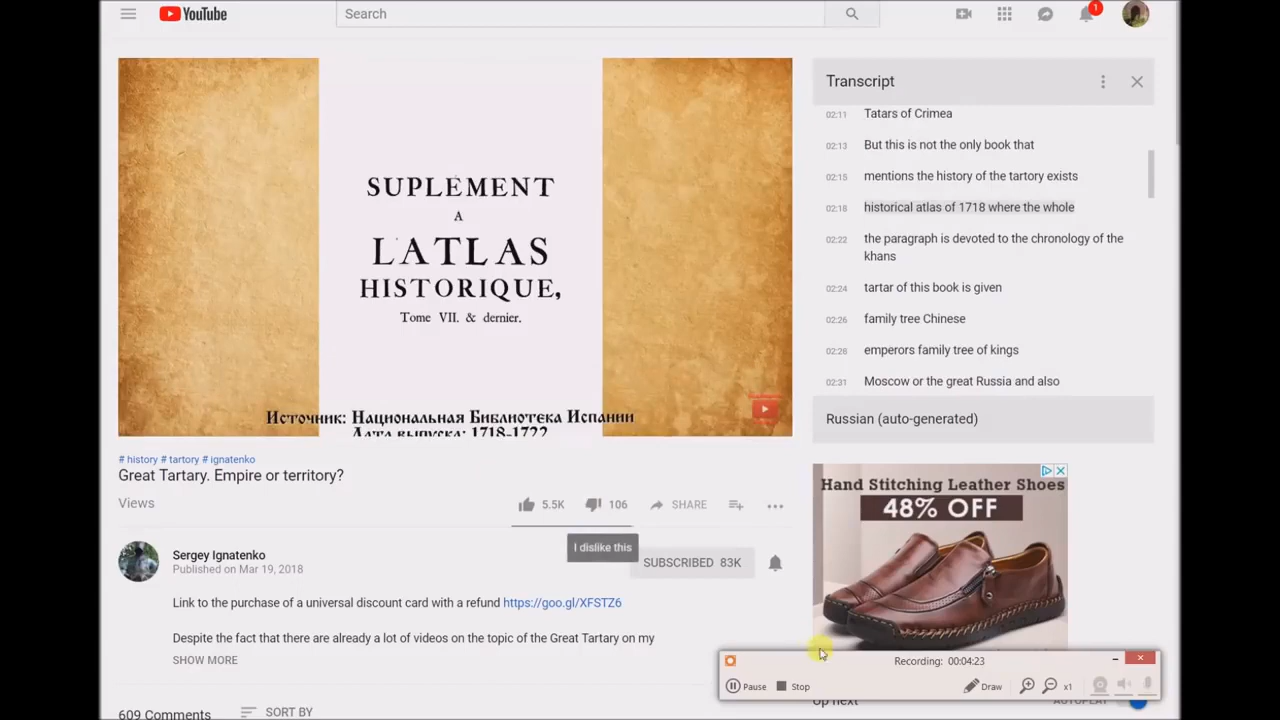 YouTube
Search
1
SUPLEMENT
A
L'ATLAS
HISTORIQUE,
Tome VII. & dernier.
Источник: Национальная Библиотека Испании
Дата выпуска: 1718-1722
# history # tartory # ignatenko
Great Tartary. Empire or territory?
Views
5.5K
106
SHARE
I dislike this
Sergey Ignatenko
Published on Mar 19, 2018
SUBSCRIBED 83K
Link to the purchase of a universal discount card with a refund https://goo.gl/XFSTZ6
Despite the fact that there are already a lot of videos on the topic of the Great Tartary on my
SHOW MORE
609 Comments
SORT BY
Transcript
02:11 Tatars of Crimea
02:13 But this is not the only book that
02:15 mentions the history of the tartory exists
02:18 historical atlas of 1718 where the whole
02:22 the paragraph is devoted to the chronology of the
khans
02:24 tartar of this book is given
02:26 family tree Chinese
02:28 emperors family tree of kings
02:31 Moscow or the great Russia and also
Russian (auto-generated)
Hand Stitching Leather Shoes
48% OFF
Recording: 00:04:23
Pause
Stop
Draw
x1
Up next
AUTOPLAY